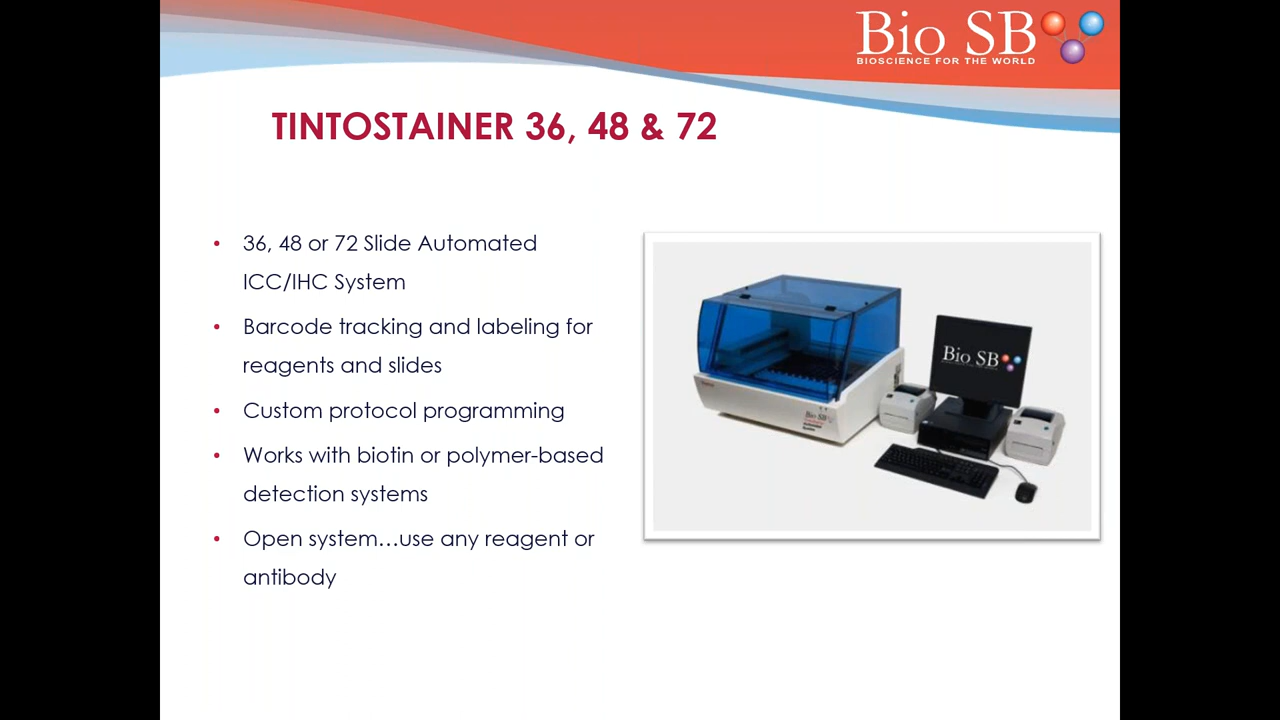 Bio SB
BIOSCIENCE FOR THE WORLD
TINTOSTAINER 36, 48 & 72
• 36, 48 or 72 Slide Automated
ICC/IHC System
• Barcode tracking and labeling for
reagents and slides
• Custom protocol programming
• Works with biotin or polymer-based
detection systems
• Open system…use any reagent or
antibody
Bio SB
Bio SB